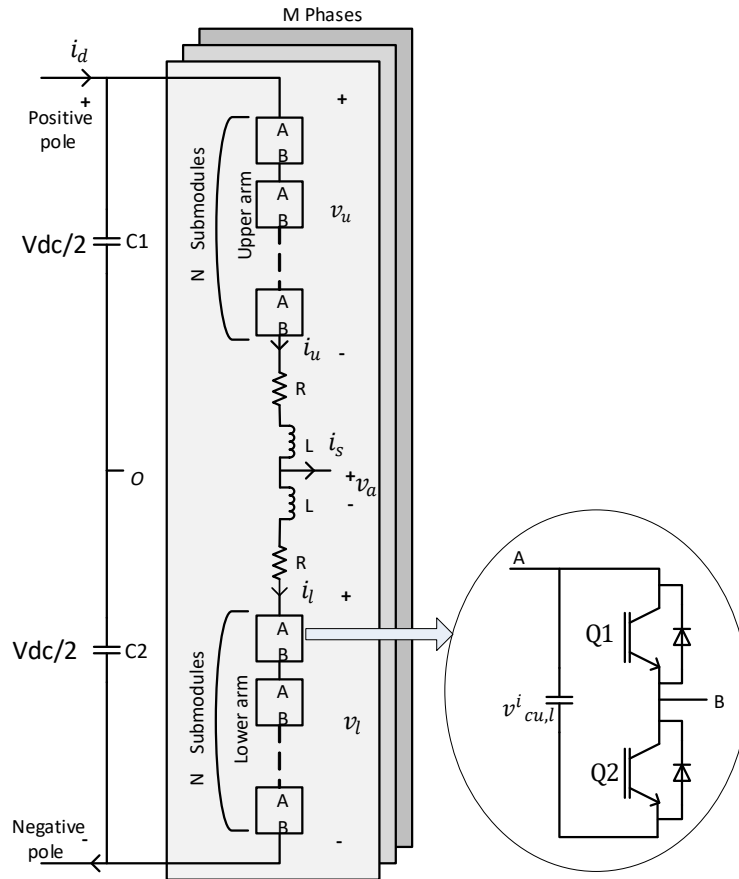 M Phases
i_d
+
Positive
pole
Vdc/2
C1
O
Vdc/2
C2
Negative
pole
-
N Submodules
Upper arm
A
B
A
B
A
B
+
v_u
-
i_u
R
L
i_s
+
v_a
-
L
R
i_l
+
N Submodules
Lower arm
A
B
A
B
A
B
v_l
-
A
Q1
B
v^i_cu,l
Q2